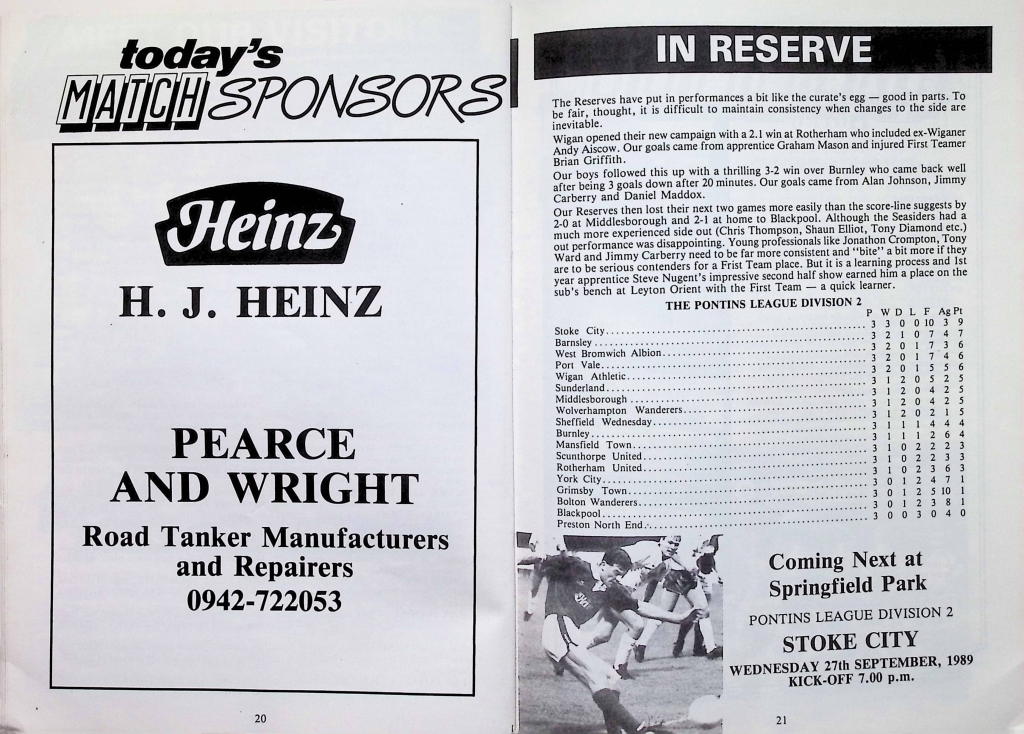 today's
MATCH SPONSORS
Heinz
H. J. HEINZ
PEARCE
AND WRIGHT
Road Tanker Manufacturers
and Repairers
0942-722053
20
IN RESERVE
The Reserves have put in performances a bit like the curate's egg — good in parts. To
be fair, thought, it is difficult to maintain consistency when changes to the side are
inevitable.
Wigan opened their new campaign with a 2.1 win at Rotherham who included ex-Wiganer
Andy Aiscow. Our goals came from apprentice Graham Mason and injured First Teamer
Brian Griffith.
Our boys followed this up with a thrilling 3-2 win over Burnley who came back well
after being 3 goals down after 20 minutes. Our goals came from Alan Johnson, Jimmy
Carberry and Daniel Maddox.
Our Reserves then lost their next two games more easily than the score-line suggests by
2-0 at Middlesborough and 2-1 at home to Blackpool. Although the Seasiders had a
much more experienced side out (Chris Thompson, Shaun Elliot, Tony Diamond etc.)
out performance was disappointing. Young professionals like Jonathon Crompton, Tony
Ward and Jimmy Carberry need to be far more consistent and "bite" a bit more if they
are to be serious contenders for a Frist Team place. But it is a learning process and 1st
year apprentice Steve Nugent's impressive second half show earned him a place on the
sub's bench at Leyton Orient with the First Team — a quick learner.
THE PONTINS LEAGUE DIVISION 2
P W D L F Ag Pt
Stoke City 3 3 0 0 10 3 9
Barnsley 3 2 1 0 7 4 7
West Bromwich Albion 3 2 0 1 7 3 6
Port Vale 3 2 0 1 7 4 6
Wigan Athletic 3 2 0 1 5 5 6
Sunderland 3 1 2 0 5 2 5
Middlesborough 3 1 2 0 4 2 5
Wolverhampton Wanderers 3 1 2 0 4 2 5
Sheffield Wednesday 3 1 2 0 2 1 5
Burnley 3 1 1 1 4 4 4
Mansfield Town 3 1 1 1 2 6 4
Scunthorpe United 3 1 0 2 2 2 3
Rotherham United 3 1 0 2 2 3 3
York City 3 1 0 2 3 6 3
Grimsby Town 3 0 1 2 4 7 1
Bolton Wanderers 3 0 1 2 5 10 1
Blackpool 3 0 1 2 3 8 1
Preston North End 3 0 0 3 0 4 0
Coming Next at
Springfield Park
PONTINS LEAGUE DIVISION 2
STOKE CITY
WEDNESDAY 27th SEPTEMBER, 1989
KICK-OFF 7.00 p.m.
21